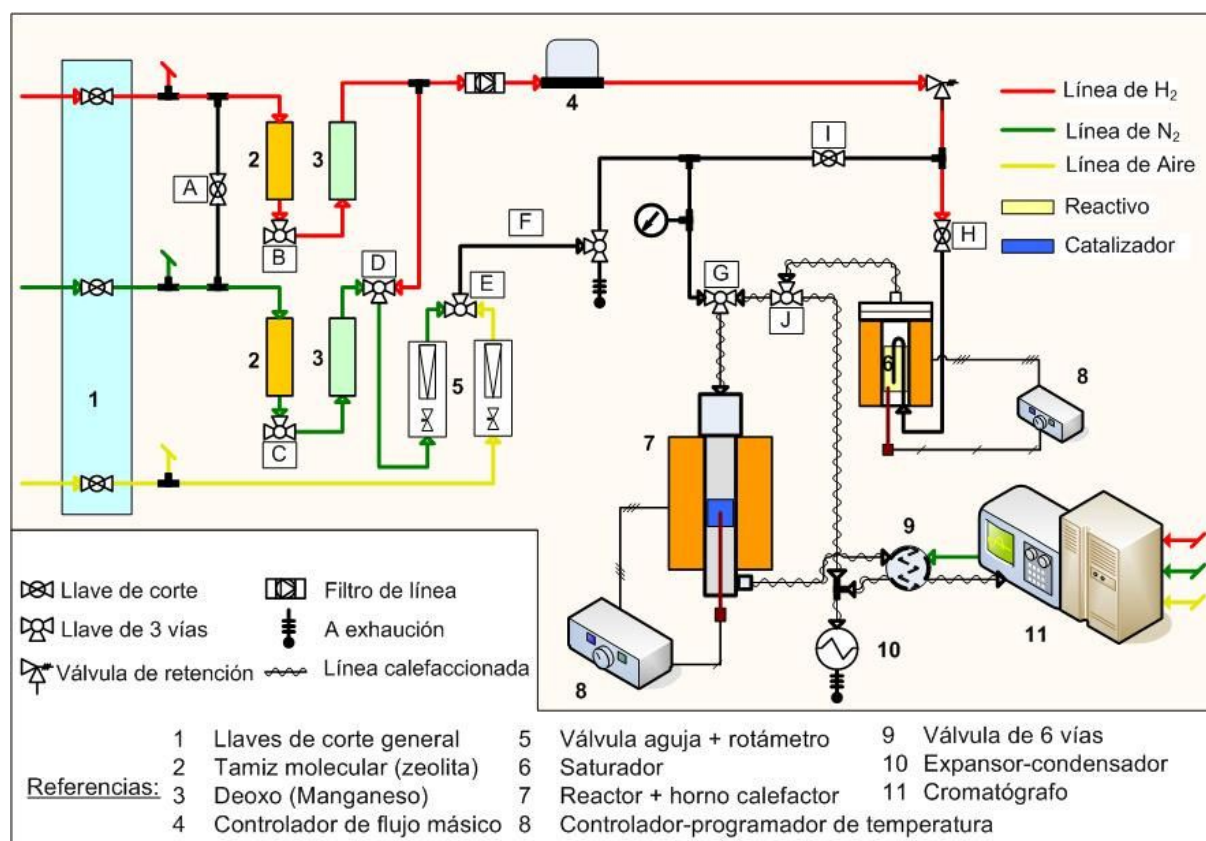 4
Línea de H2
Línea de N2
Línea de Aire
Reactivo
Catalizador
I
2
3
A
B
F
H
D
E
G
J
6
8
2
3
5
1
C
7
9
10
11
8
Llave de corte
Filtro de línea
Llave de 3 vías
A exhaución
Válvula de retención
Línea calefaccionada
Referencias:
1 Llaves de corte general
2 Tamiz molecular (zeolita)
3 Deoxo (Manganeso)
4 Controlador de flujo másico
5 Válvula aguja + rotámetro
6 Saturador
7 Reactor + horno calefactor
8 Controlador-programador de temperatura
9 Válvula de 6 vías
10 Expansor-condensador
11 Cromatógrafo